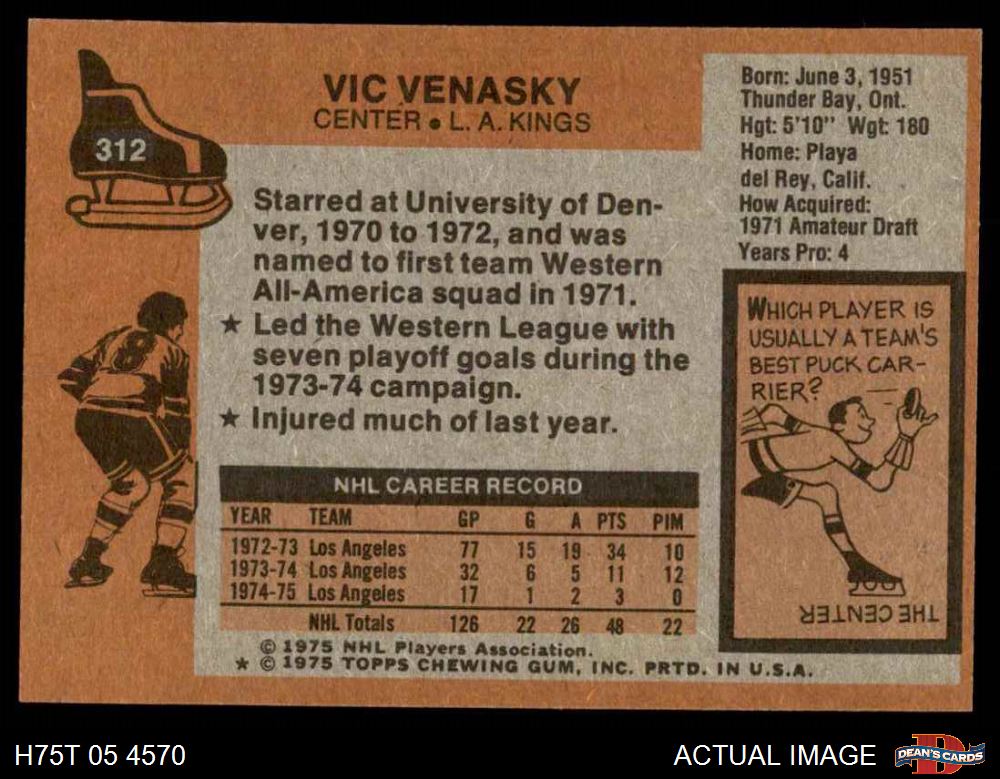 312
VIC VENASKY
CENTER • L. A. KINGS
Born: June 3, 1951
Thunder Bay, Ont.
Hgt: 5'10" Wgt: 180
Home: Playa
del Rey, Calif.
How Acquired:
1971 Amateur Draft
Years Pro: 4
Starred at University of Den-
ver, 1970 to 1972, and was
named to first team Western
All-America squad in 1971.
★ Led the Western League with
seven playoff goals during the
1973-74 campaign.
★ Injured much of last year.
8
WHICH PLAYER IS
USUALLY A TEAM'S
BEST PUCK CAR-
RIER?
THE CENTER
NHL CAREER RECORD
YEAR TEAM GP G A PTS PIM
1972-73 Los Angeles 77 15 19 34 10
1973-74 Los Angeles 32 6 5 11 12
1974-75 Los Angeles 17 1 2 3 0
NHL Totals 126 22 26 48 22
© 1975 NHL Players Association.
★ © 1975 TOPPS CHEWING GUM, INC. PRTD. IN U.S.A.
H75T 05 4570
ACTUAL IMAGE
DEAN'S CARDS